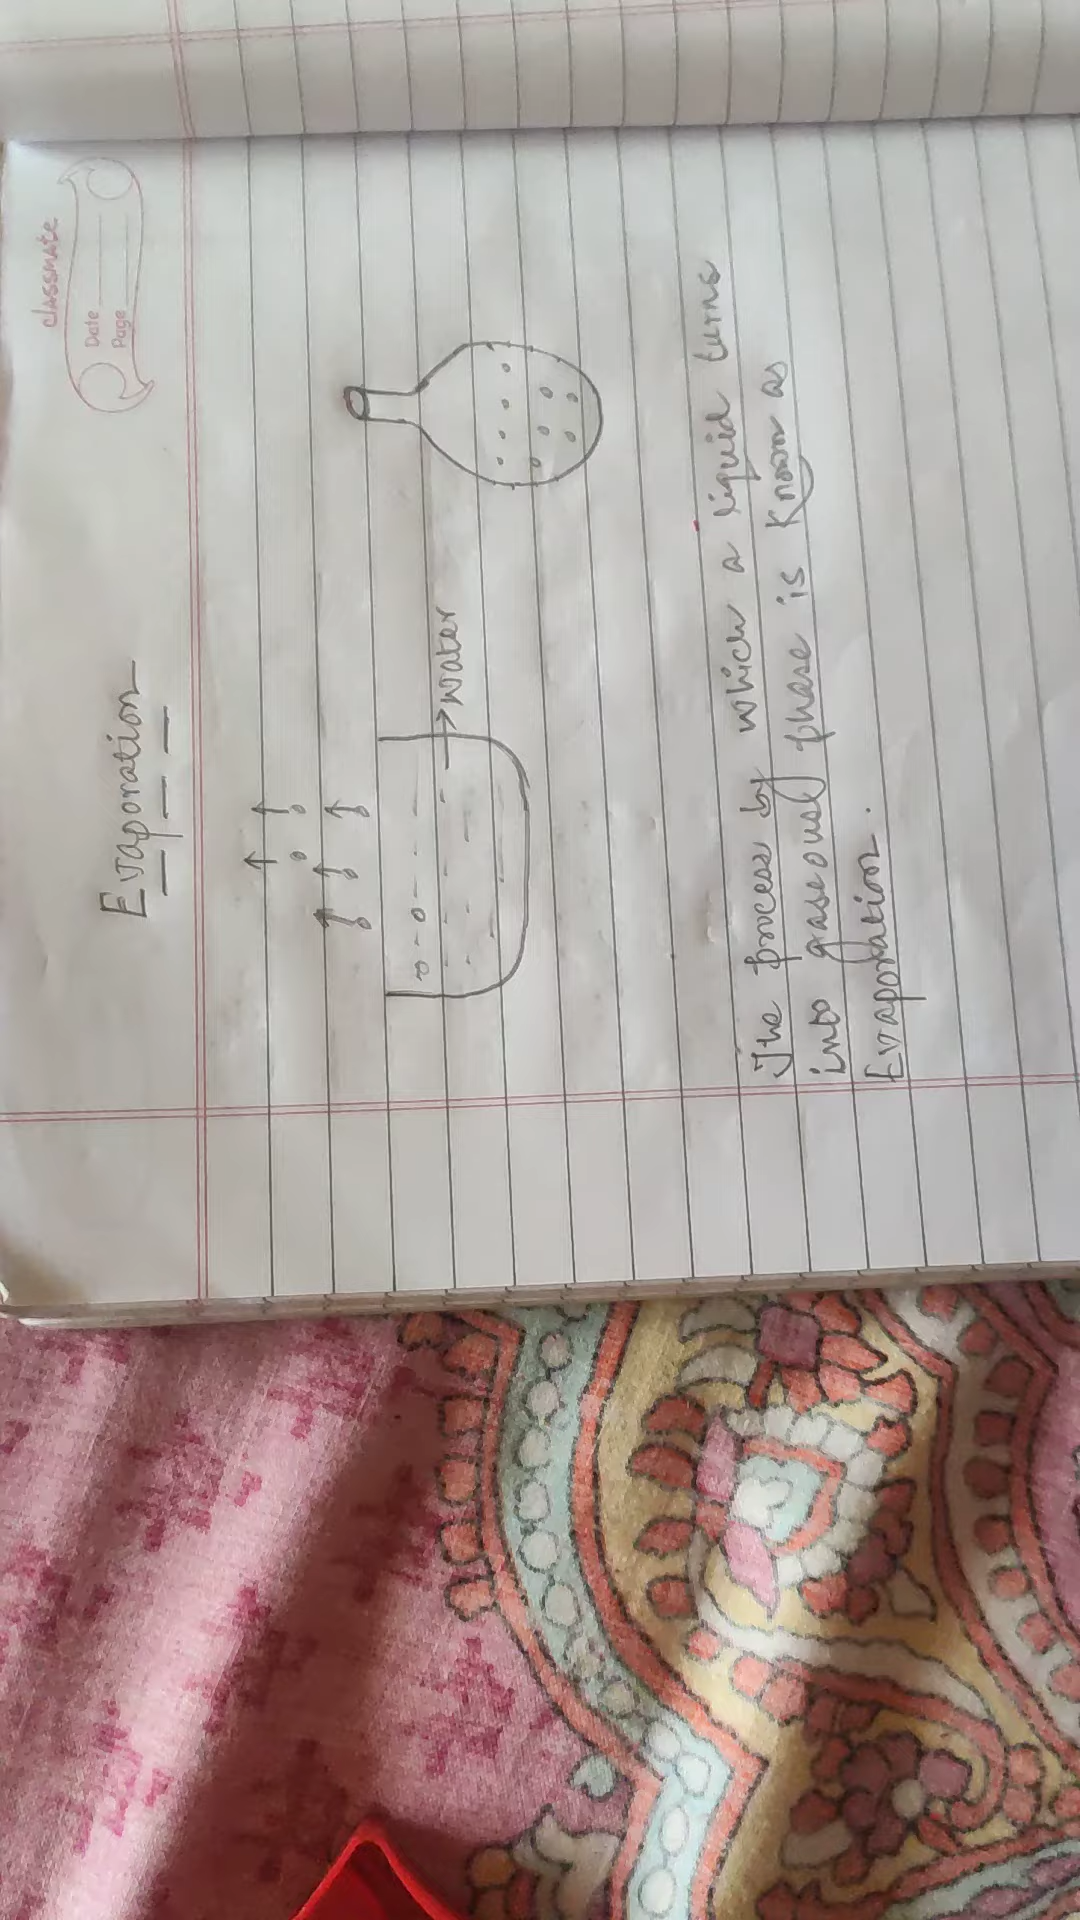 classmate
Date
Page
Evaporation
→ water
The process by which a liquid turns
into gaseous phase is Known as
Evaporation.